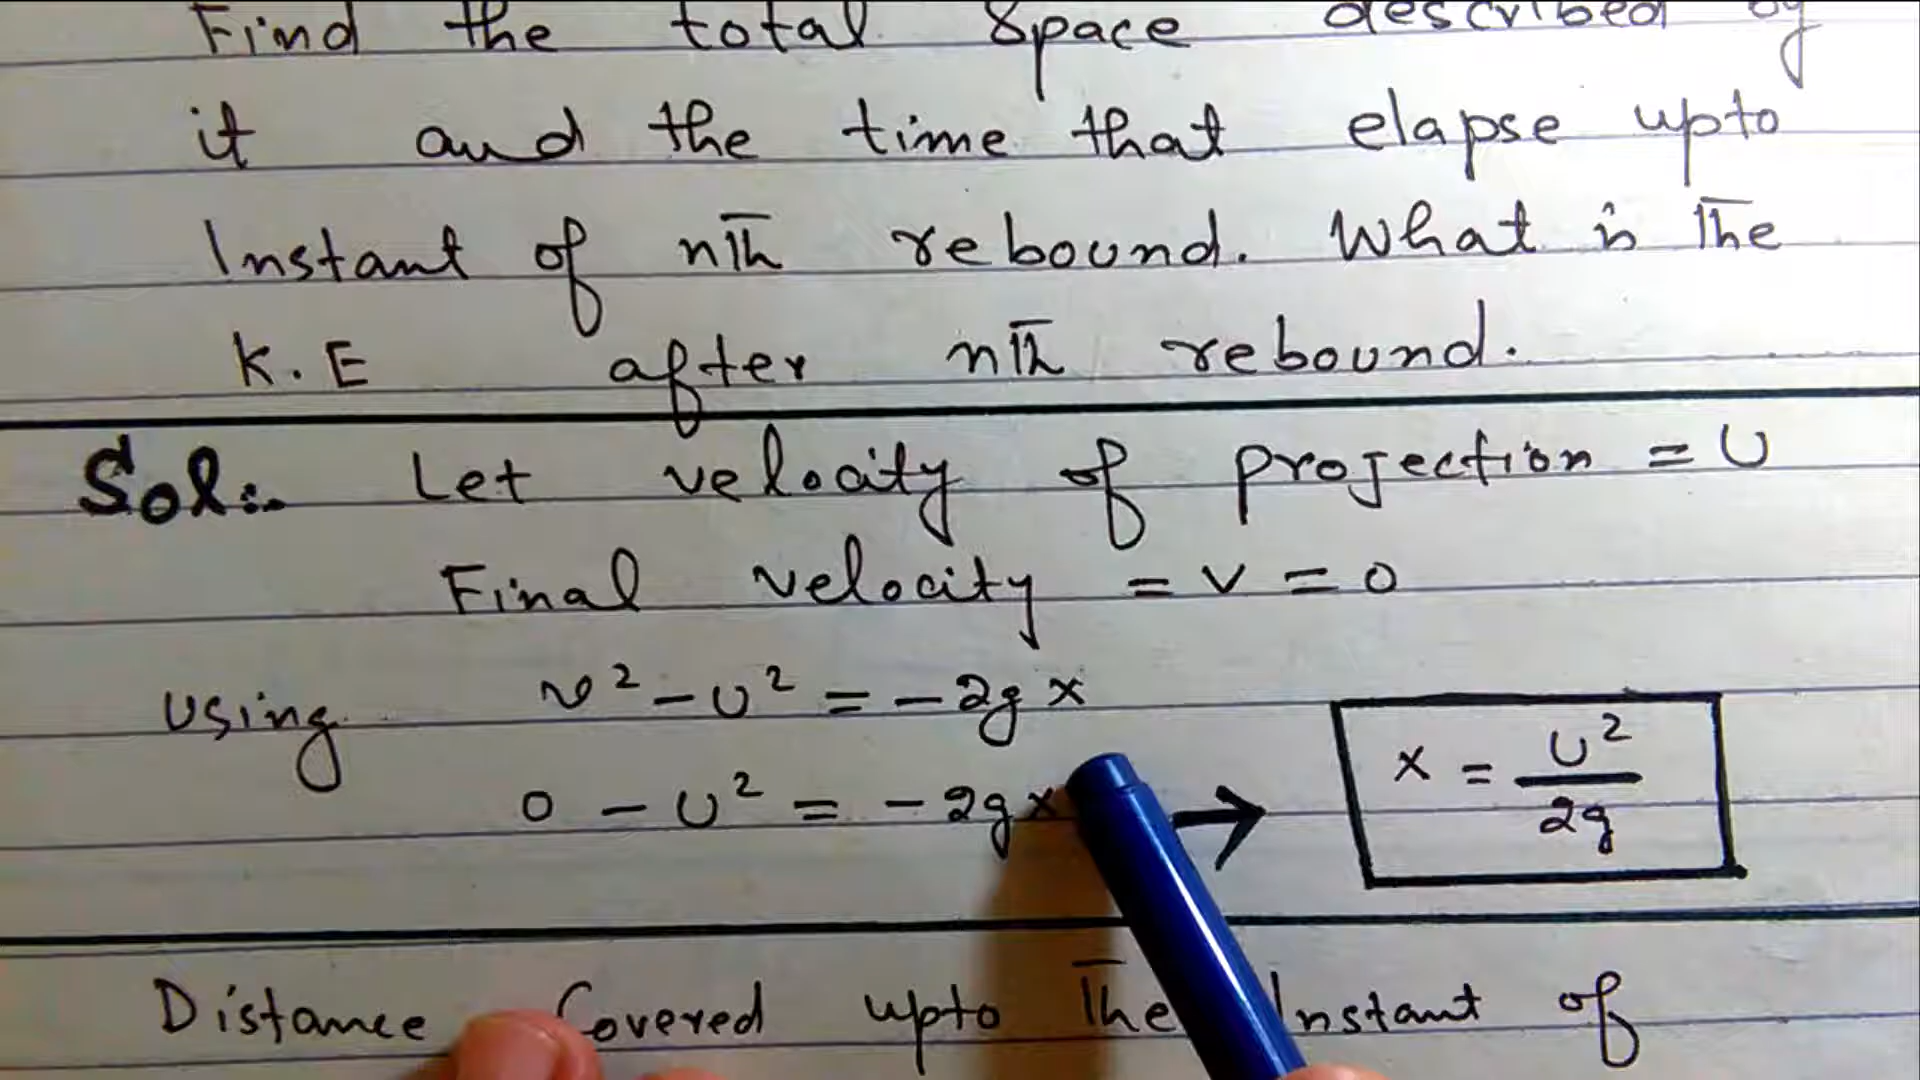 Find the total space described by
it and the time that elapse upto
Instant of nth rebound. What is the
K.E after nth rebound.
Sol:- Let velocity of projection = U
Final velocity = v = 0
using v² - u² = -2gx
0 - u² = -2gx → x = u²/2g
Distance Covered upto the Instant of